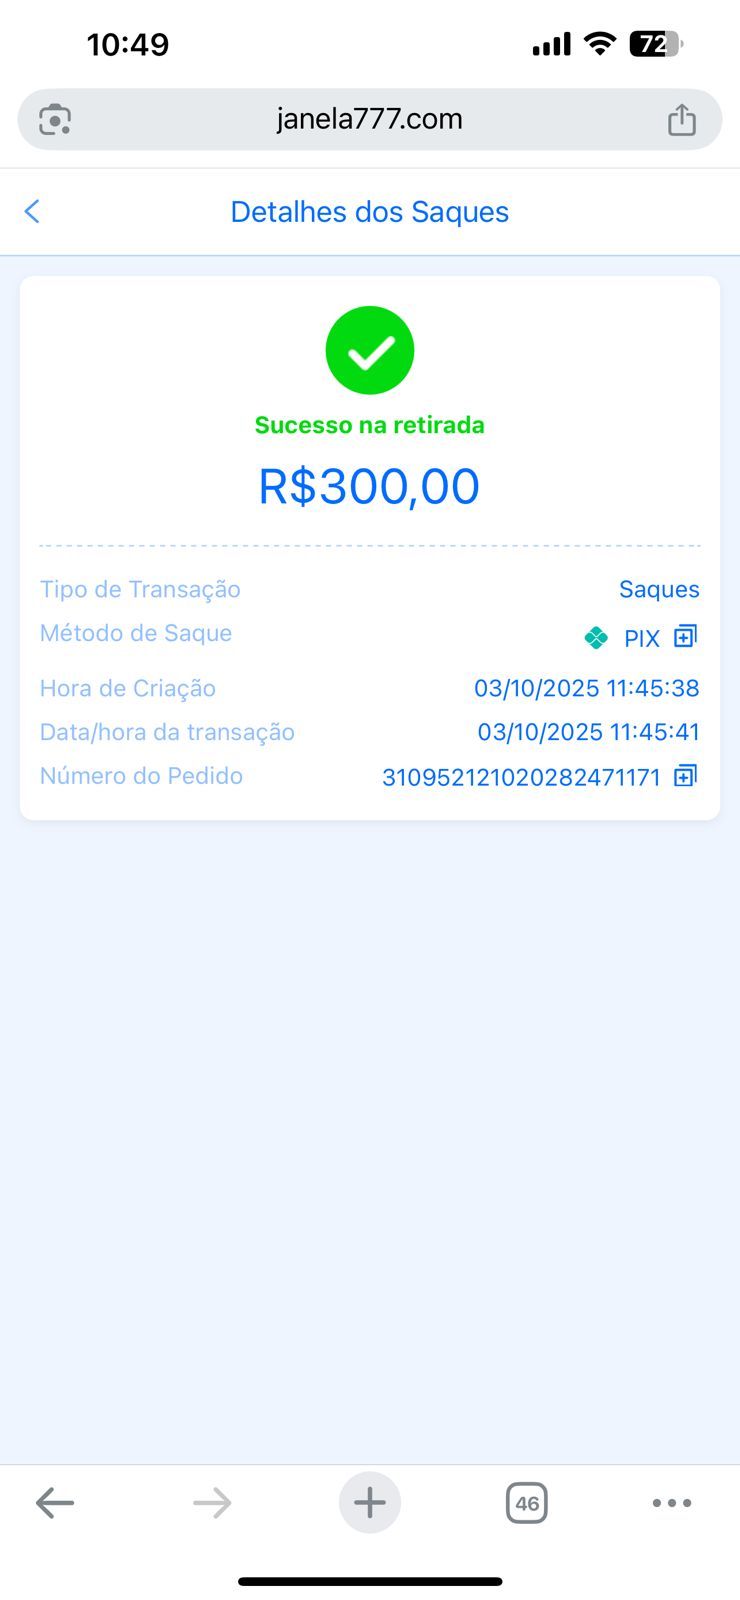 10:49
72
janela777.com
Detalhes dos Saques
Sucesso na retirada
R$300,00
Tipo de Transação Saques
Método de Saque PIX
Hora de Criação 03/10/2025 11:45:38
Data/hora da transação 03/10/2025 11:45:41
Número do Pedido 310952121020282471171
46